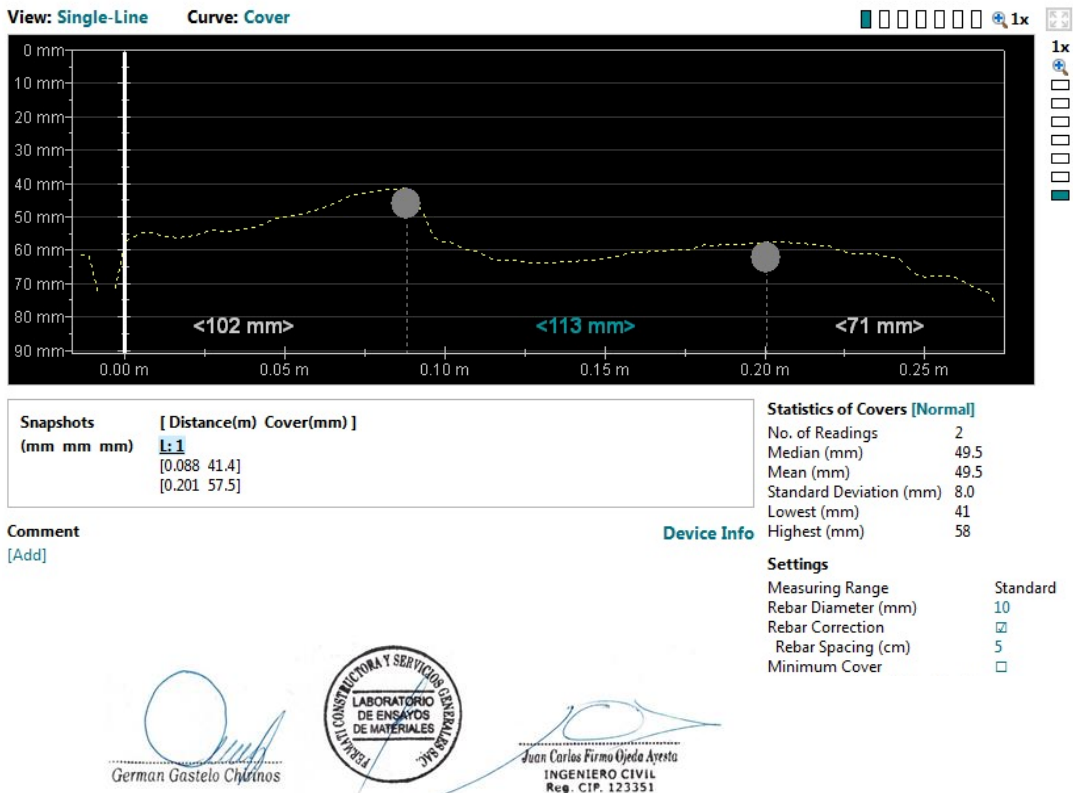 View: Single-Line Curve: Cover 1x
1x
0 mm
10 mm
20 mm
30 mm
40 mm
50 mm
60 mm
70 mm
80 mm
90 mm
<102 mm> <113 mm> <71 mm>
0.00 m 0.05 m 0.10 m 0.15 m 0.20 m 0.25 m
Snapshots [ Distance(m) Cover(mm) ]
(mm mm mm) L: 1
[0.088 41.4]
[0.201 57.5]
Comment
[Add]
Device Info
Statistics of Covers [Normal]
No. of Readings 2
Median (mm) 49.5
Mean (mm) 49.5
Standard Deviation (mm) 8.0
Lowest (mm) 41
Highest (mm) 58
Settings
Measuring Range Standard
Rebar Diameter (mm) 10
Rebar Correction ☑
Rebar Spacing (cm) 5
Minimum Cover ☐
German Gastelo Chirinos
FERMATI CONSTRUCTORA Y SERVICIOS GENERALES SAC.
LABORATORIO
DE ENSAYOS
DE MATERIALES
Juan Carlos Firmo Ojeda Ayesta
INGENIERO CIVIL
Reg. CIP. 123351